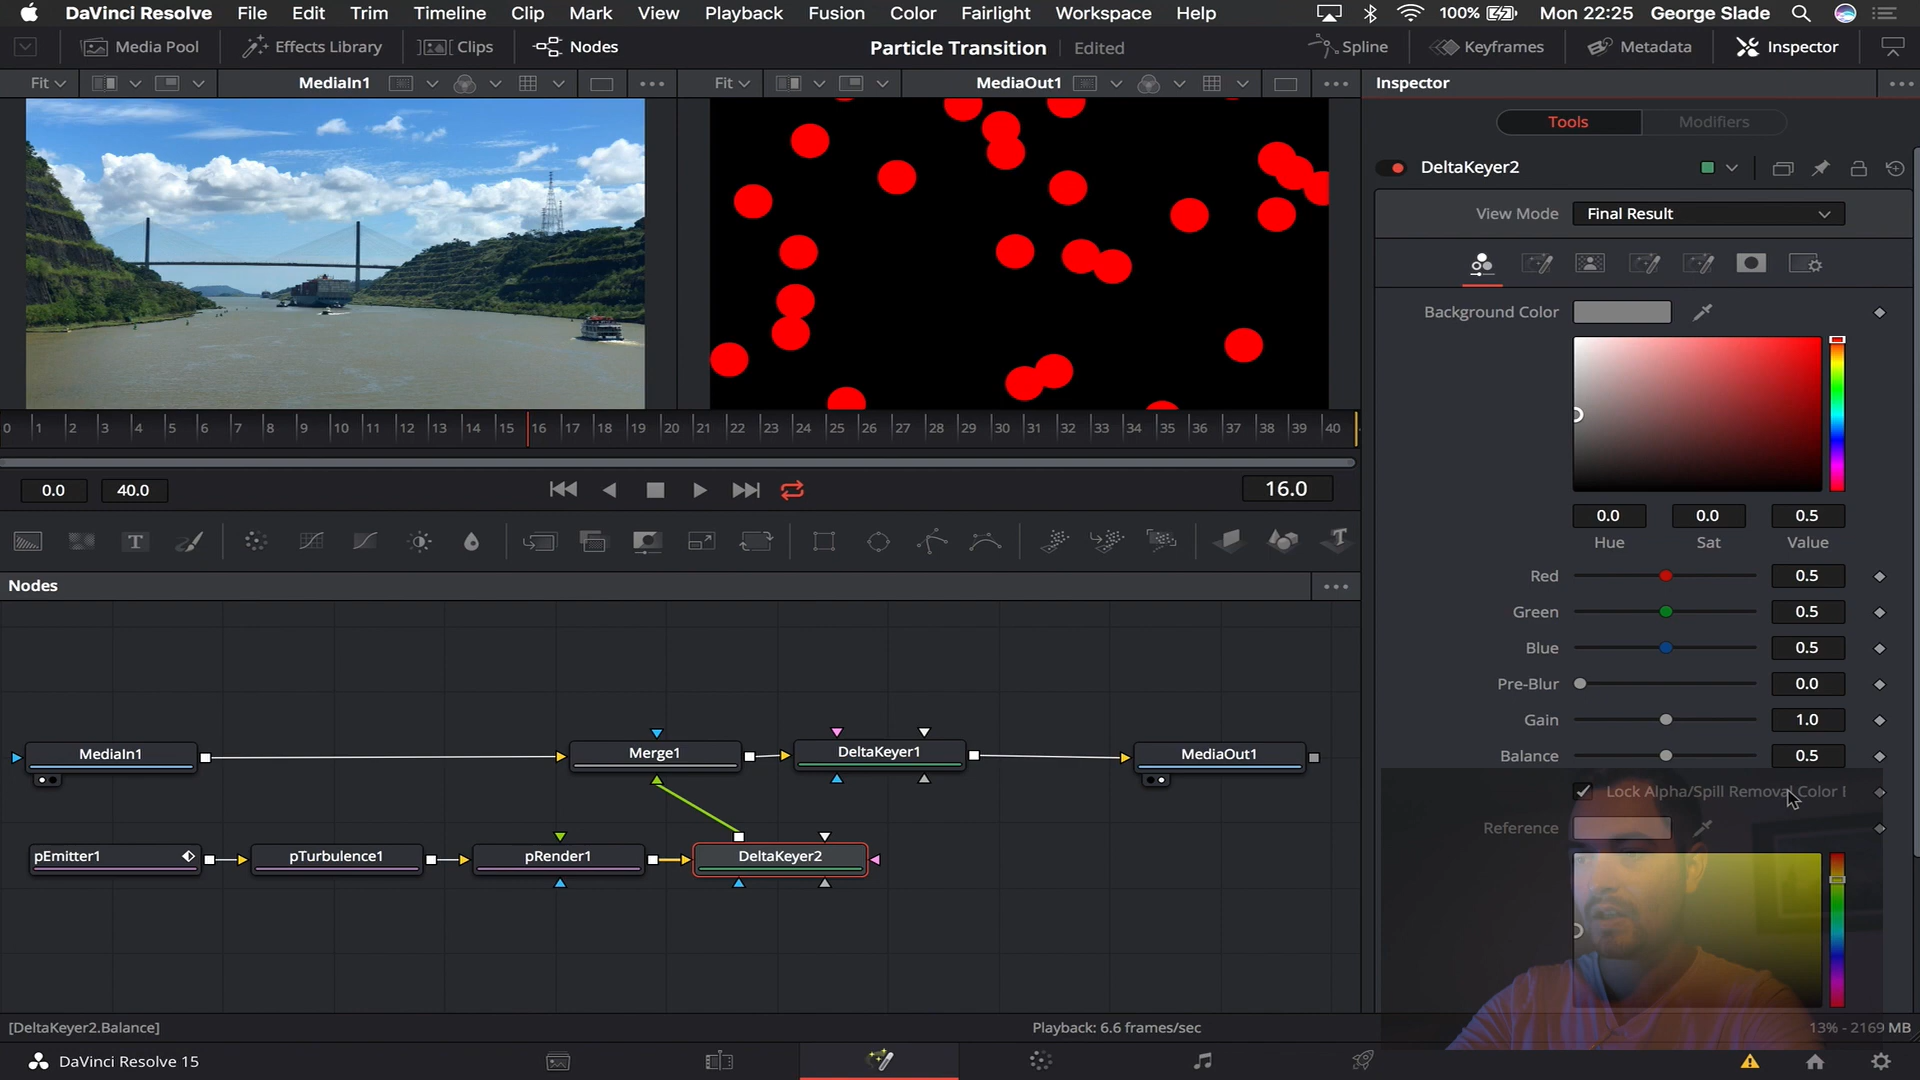 DaVinci Resolve File Edit Trim Timeline Clip Mark View Playback Fusion Color Fairlight Workspace Help 100% Mon 22:25 George Slade
Media Pool Effects Library Clips Nodes Particle Transition Edited Spline Keyframes Metadata Inspector
Fit MediaIn1 Fit MediaOut1 Inspector
Tools Modifiers
DeltaKeyer2
View Mode Final Result
Background Color
0 1 2 3 4 5 6 7 8 9 10 11 12 13 14 15 16 17 18 19 20 21 22 23 24 25 26 27 28 29 30 31 32 33 34 35 36 37 38 39 40
0.0 40.0 16.0
0.0 0.0 0.5
Hue Sat Value
Red 0.5
Green 0.5
Blue 0.5
Pre-Blur 0.0
Gain 1.0
Balance 0.5
Lock Alpha/Spill Removal Color
Reference
Nodes
MediaIn1 Merge1 DeltaKeyer1 MediaOut1
pEmitter1 pTurbulence1 pRender1 DeltaKeyer2
[DeltaKeyer2.Balance] Playback: 6.6 frames/sec 13% - 2169 MB
DaVinci Resolve 15